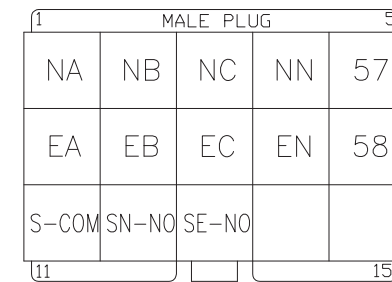 1 MALE PLUG 5
NA NB NC NN 57
EA EB EC EN 58
S-COM SN-NO SE-NO
11 15